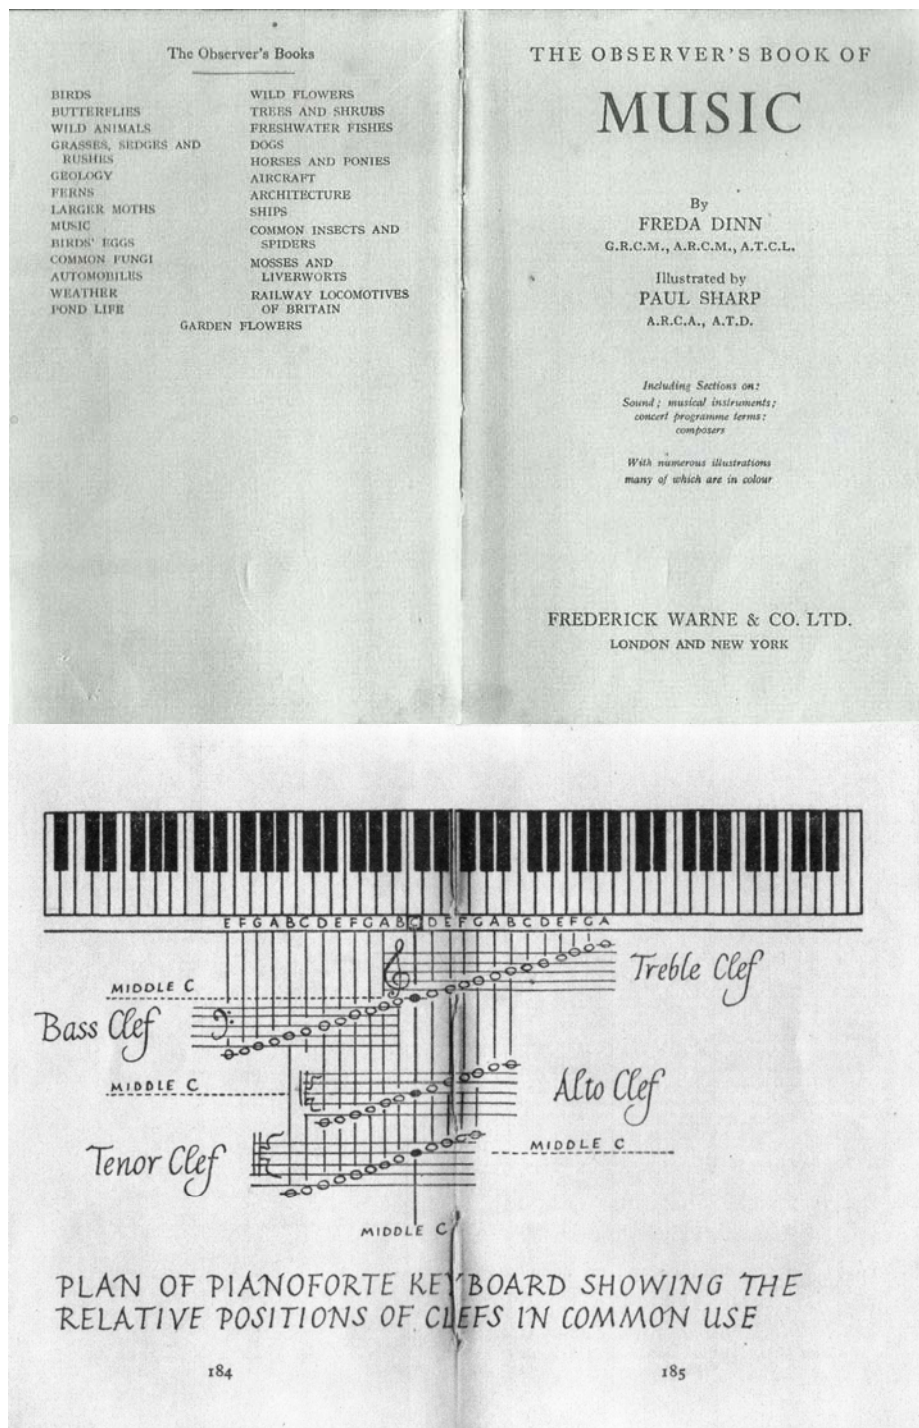 The Observer's Books
BIRDS
BUTTERFLIES
WILD ANIMALS
GRASSES, SEDGES AND
RUSHES
GEOLOGY
FERNS
LARGER MOTHS
MUSIC
BIRDS' EGGS
COMMON FUNGI
AUTOMOBILES
WEATHER
POND LIFE
WILD FLOWERS
TREES AND SHRUBS
FRESHWATER FISHES
DOGS
HORSES AND PONIES
AIRCRAFT
ARCHITECTURE
SHIPS
COMMON INSECTS AND
SPIDERS
MOSSES AND
LIVERWORTS
RAILWAY LOCOMOTIVES
OF BRITAIN
GARDEN FLOWERS
THE OBSERVER'S BOOK OF
MUSIC
By
FREDA DINN
G.R.C.M., A.R.C.M., A.T.C.L.
Illustrated by
PAUL SHARP
A.R.C.A., A.T.D.
Including Sections on:
Sound; musical instruments;
concert programme terms:
composers
With numerous illustrations
many of which are in colour
FREDERICK WARNE & CO. LTD.
LONDON AND NEW YORK
E F G A B C D E F G A B C D E F G A B C D E F G A
Treble Clef
MIDDLE C
Bass Clef
MIDDLE C
Alto Clef
Tenor Clef
MIDDLE C
MIDDLE C
PLAN OF PIANOFORTE KEYBOARD SHOWING THE
RELATIVE POSITIONS OF CLEFS IN COMMON USE
184
185